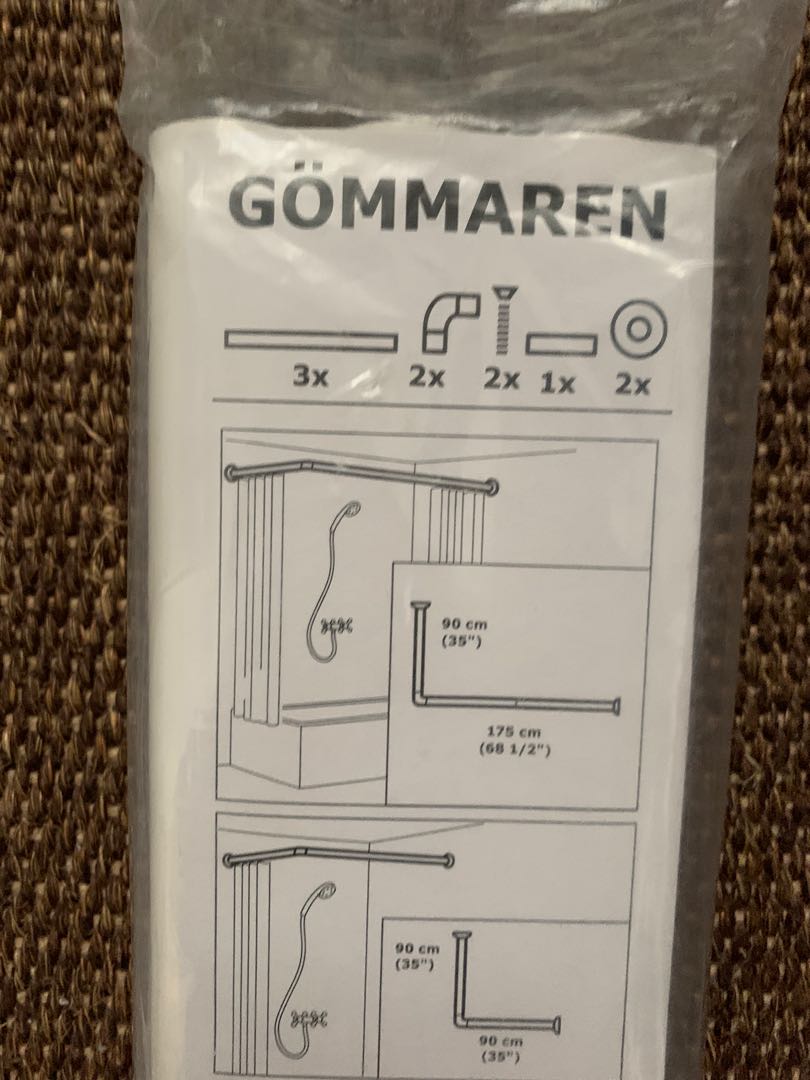 GÖMMAREN
3x 2x 2x 1x 2x
90 cm
(35")
175 cm
(68 1/2")
90 cm
(35")
90 cm
(35")